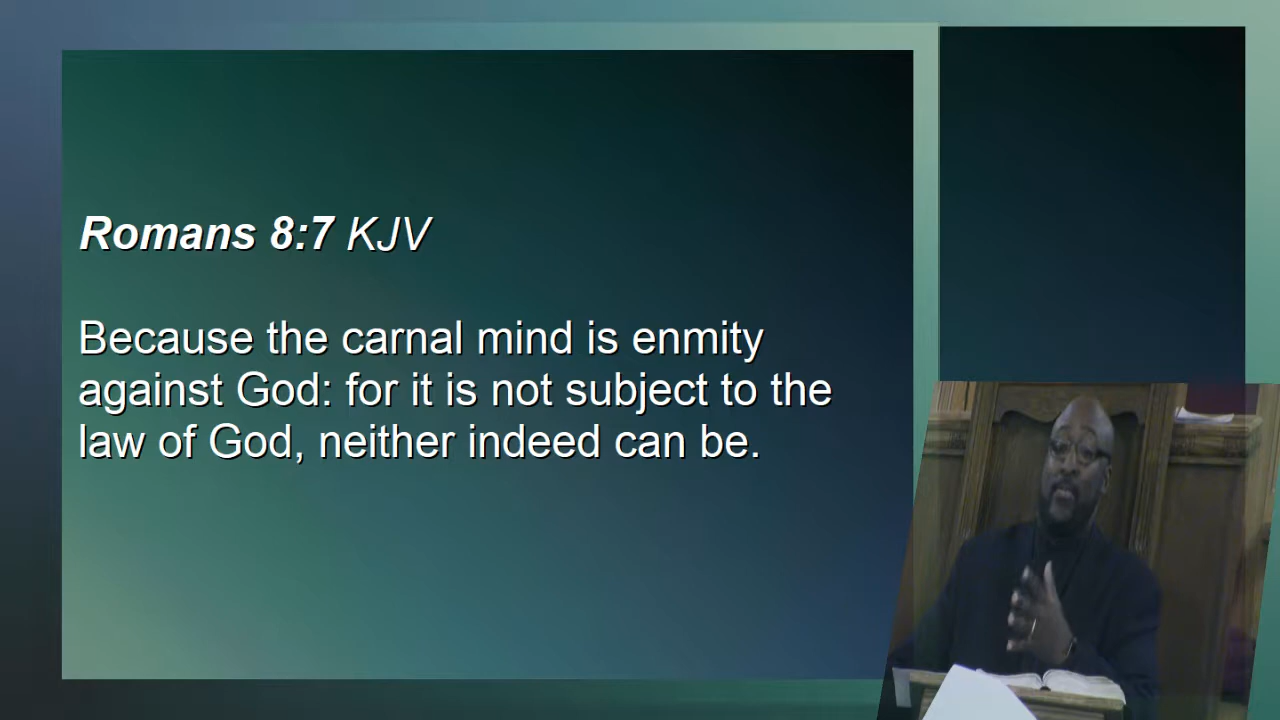 Romans 8:7 KJV
Because the carnal mind is enmity
against God: for it is not subject to the
law of God, neither indeed can be.